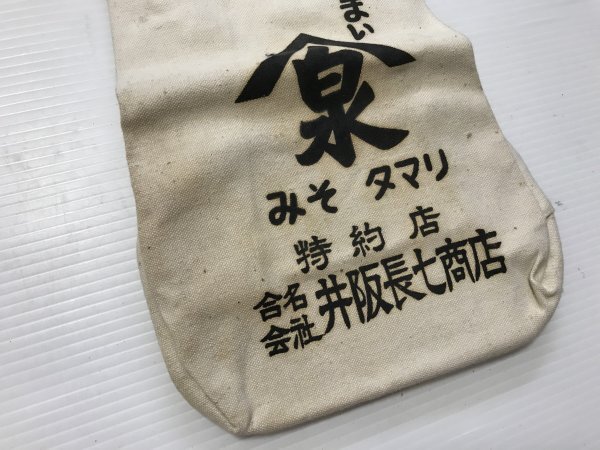 まい
泉
みそ タマリ
特約店
合名会社 井阪長七商店